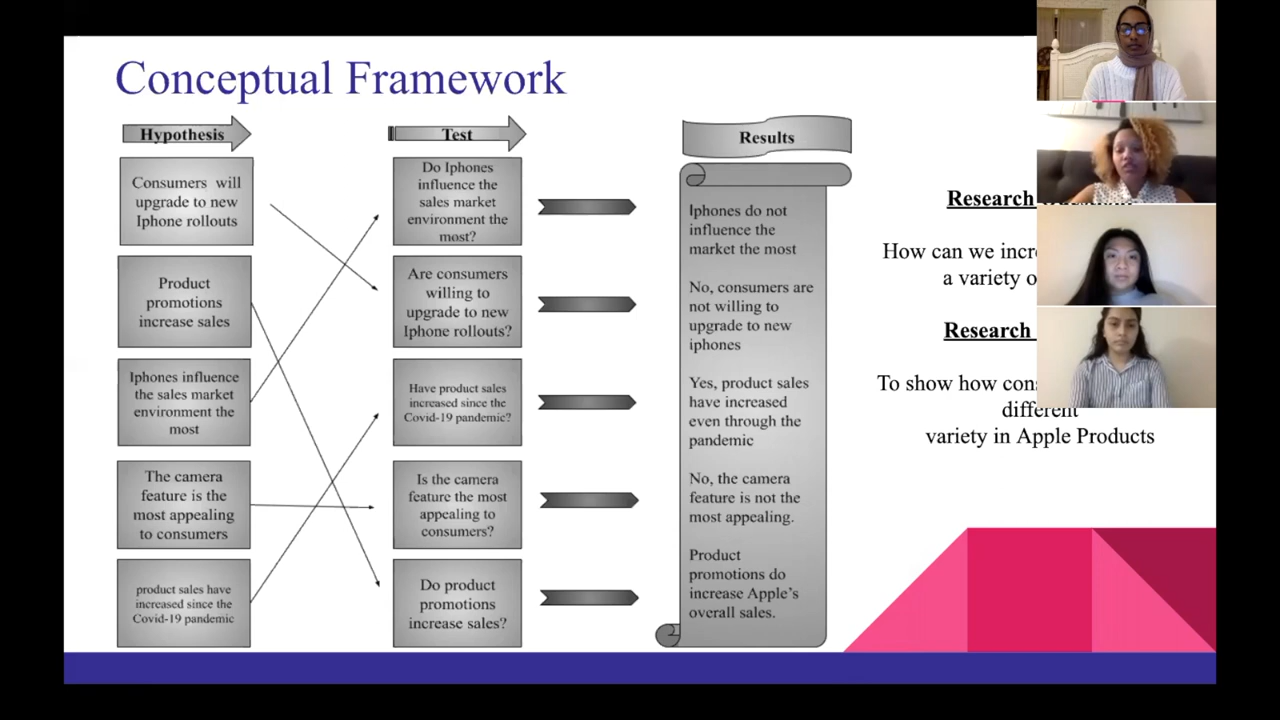 Conceptual Framework
Hypothesis
Consumers will
upgrade to new
Iphone rollouts
Product
promotions
increase sales
Iphones influence
the sales market
environment the
most
The camera
feature is the
most appealing
to consumers
product sales have
increased since the
Covid-19 pandemic
Test
Do Iphones
influence the
sales market
environment the
most?
Are consumers
willing to
upgrade to new
Iphone rollouts?
Have product sales
increased since the
Covid-19 pandemic?
Is the camera
feature the most
appealing to
consumers?
Do product
promotions
increase sales?
Results
Iphones do not
influence the
market the most
No, consumers are
not willing to
upgrade to new
iphones
Yes, product sales
have increased
even through the
pandemic
No, the camera
feature is not the
most appealing.
Product
promotions do
increase Apple's
overall sales.
Research
How can we
a variety
Research
To show how
different
variety in Apple Products